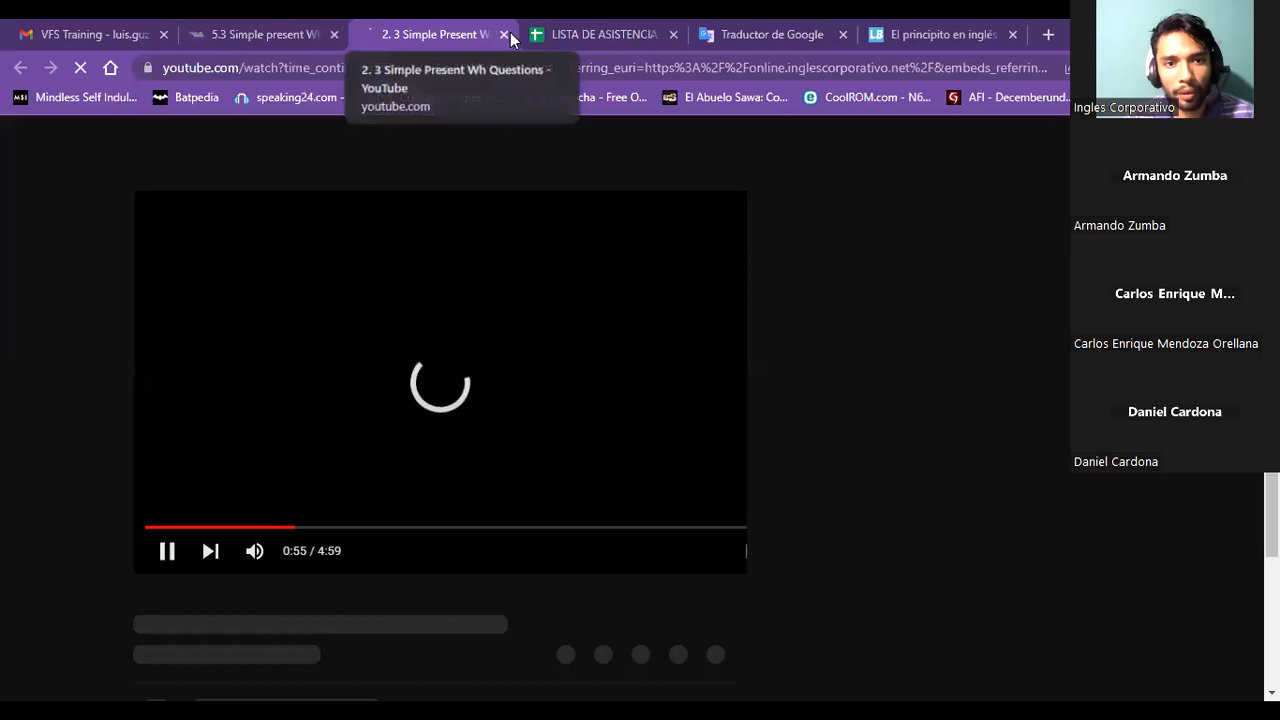 VFS Training - luis.guz
5.3 Simple present W
2. 3 Simple Present W
LISTA DE ASISTENCIA
Traductor de Google
El principito en inglés
youtube.com/watch?time_conti
erring_euri=https%3A%2F%2Fonline.inglescorporativo.net%2F&embeds_referrin...
2. 3 Simple Present Wh Questions -
YouTube
youtube.com
Mindless Self Indul...
Batpedia
speaking24.com -
- Free O...
El Abuelo Sawa: Co...
CoolROM.com - N6...
AFI - Decemberund...
0:55 / 4:59
Ingles Corporativo
Armando Zumba
Armando Zumba
Carlos Enrique M...
Carlos Enrique Mendoza Orellana
Daniel Cardona
Daniel Cardona